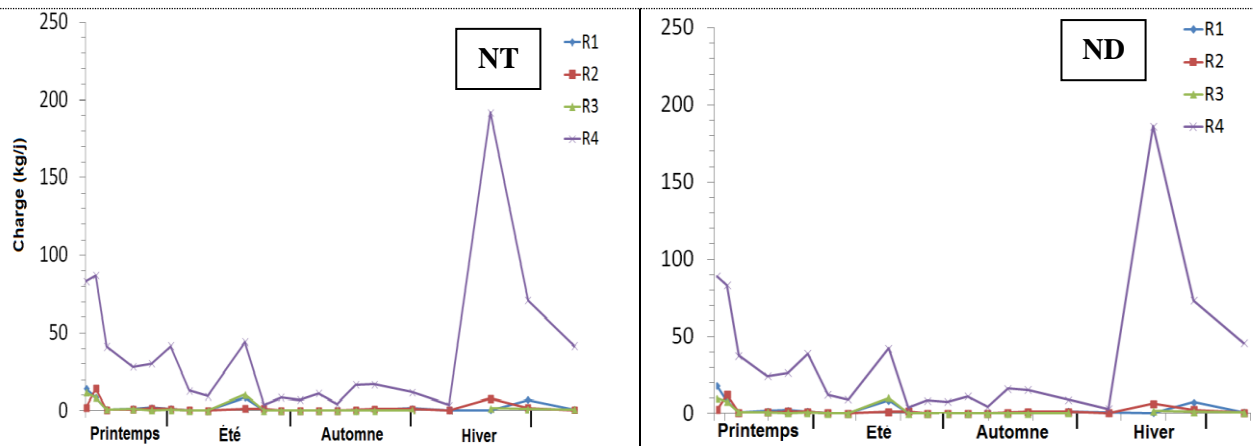 250
200
150
100
50
0
Charge (kg/j)
NT
R1
R2
R3
R4
Printemps Été Automne Hiver
250
200
150
100
50
0
ND
R1
R2
R3
R4
Printemps Eté Automne Hiver